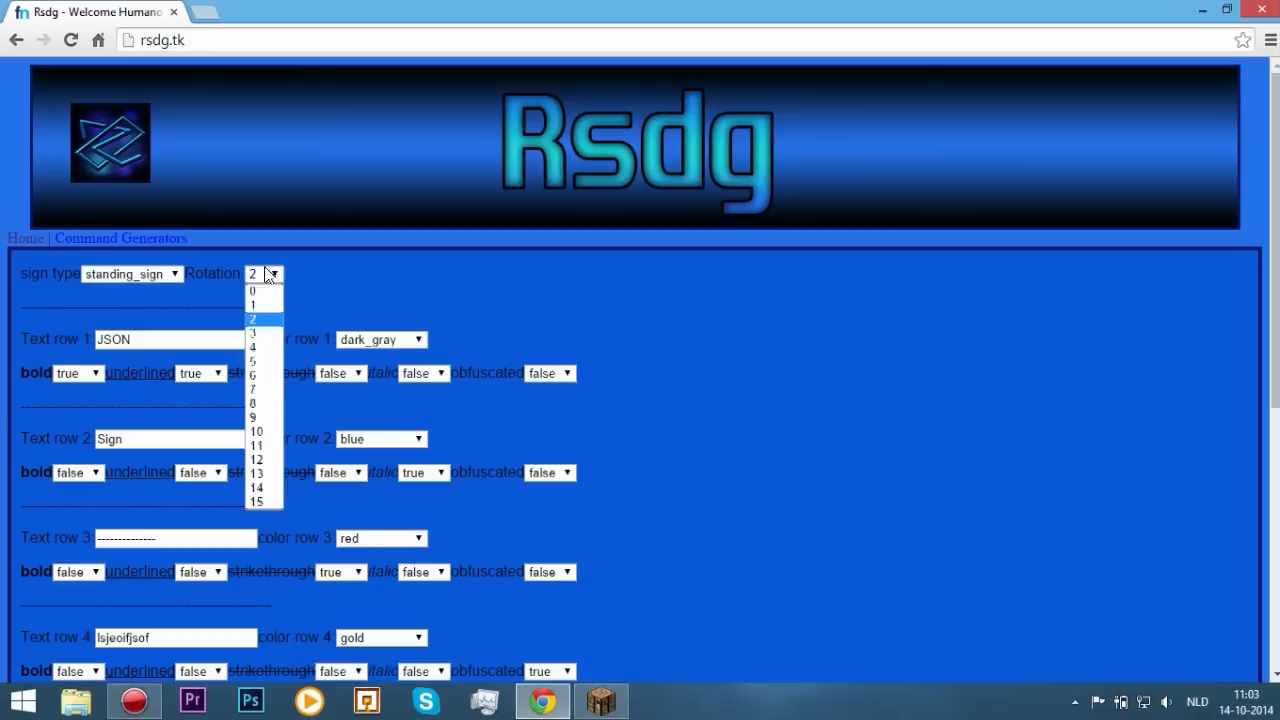 Rsdg - Welcome Humano
rsdg.tk
Rsdg
Home | Command Generators
sign type standing_sign Rotation 2
0
1
2
3
4
5
6
7
8
9
10
11
12
13
14
15
Text row 1: JSON r row 1: dark_gray
bold true underlined true strikethrough false italic false obfuscated false
---------------------------------------------------
Text row 2: Sign r row 2: blue
bold false underlined false strikethrough false italic true obfuscated false
Text row 3: -------------- color row 3: red
bold false underlined false strikethrough true italic false obfuscated false
Text row 4: lsjeoifjsof color row 4: gold
bold false underlined false strikethrough false italic false obfuscated true
Pr Ps S NLD 11:03
14-10-2014